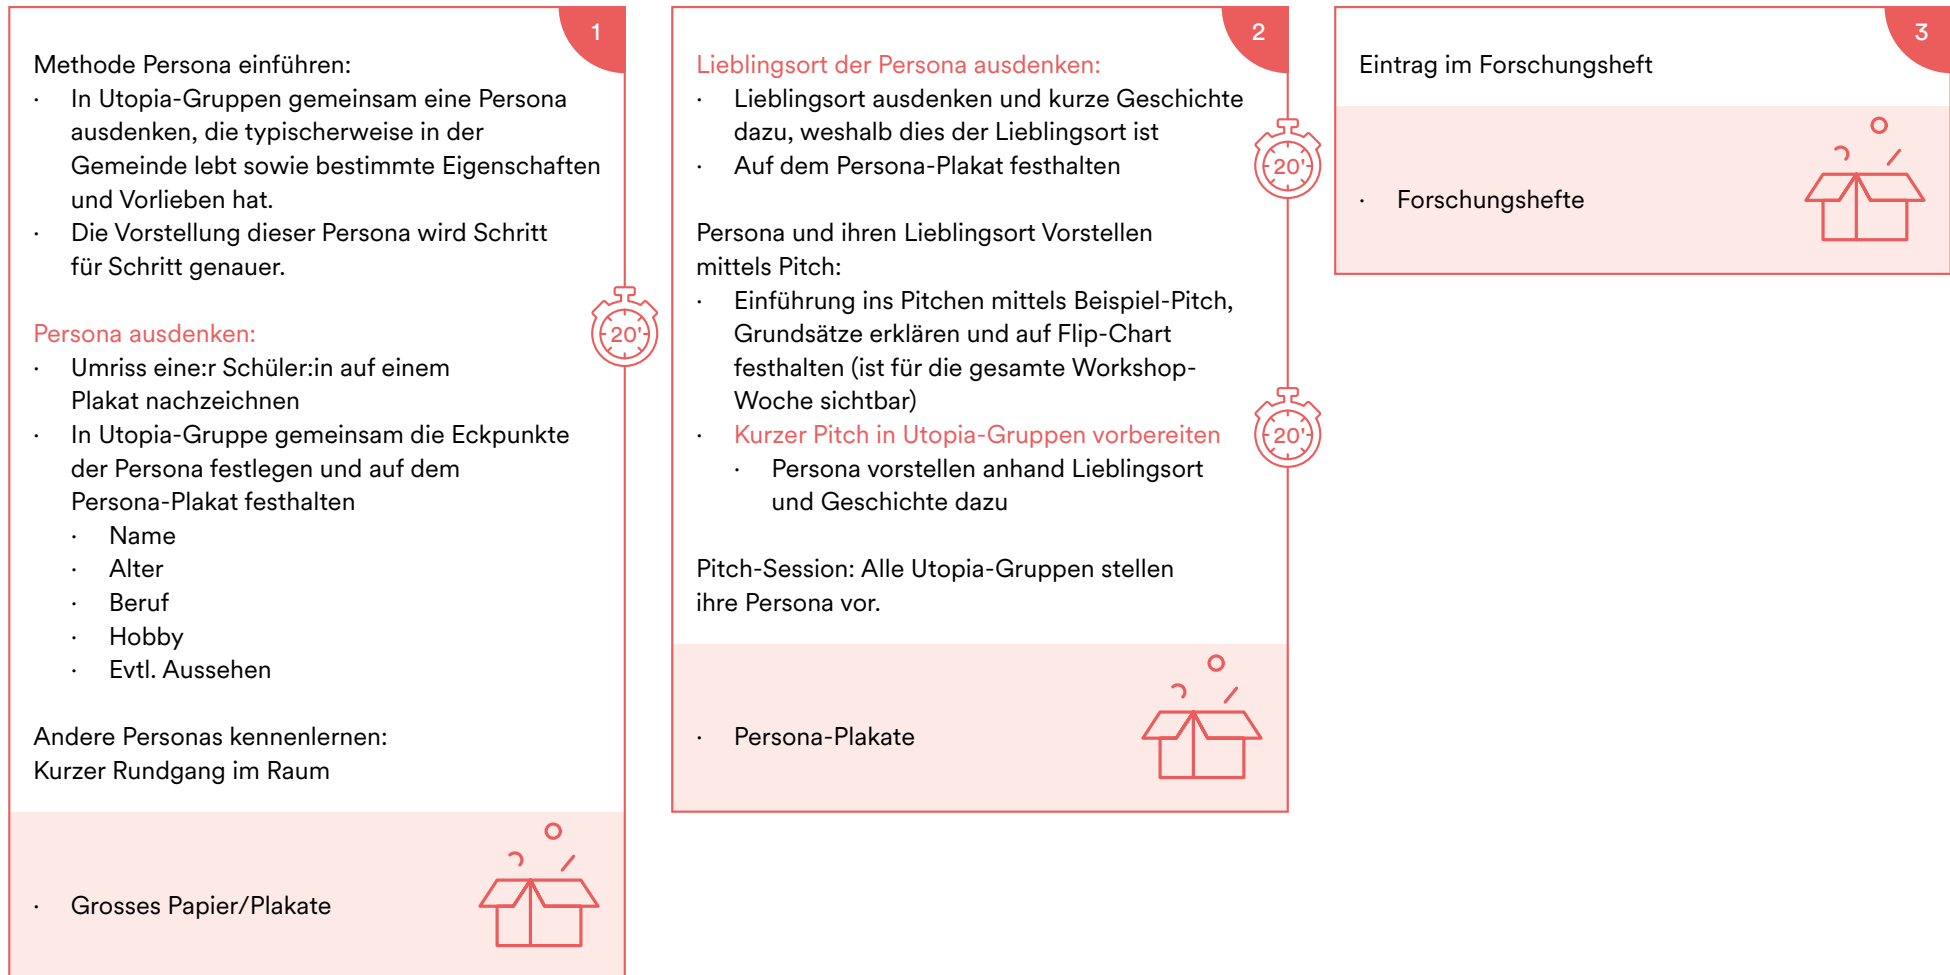 1
Methode Persona einführen:
· In Utopia-Gruppen gemeinsam eine Persona
ausdenken, die typischerweise in der
Gemeinde lebt sowie bestimmte Eigenschaften
und Vorlieben hat.
· Die Vorstellung dieser Persona wird Schritt
für Schritt genauer.
Persona ausdenken:
20'
· Umriss eine:r Schüler:in auf einem
Plakat nachzeichnen
· In Utopia-Gruppe gemeinsam die Eckpunkte
der Persona festlegen und auf dem
Persona-Plakat festhalten
· Name
· Alter
· Beruf
· Hobby
· Evtl. Aussehen
Andere Personas kennenlernen:
Kurzer Rundgang im Raum
· Grosses Papier/Plakate
2
Lieblingsort der Persona ausdenken:
· Lieblingsort ausdenken und kurze Geschichte
dazu, weshalb dies der Lieblingsort ist
· Auf dem Persona-Plakat festhalten
20'
Persona und ihren Lieblingsort Vorstellen
mittels Pitch:
· Einführung ins Pitchen mittels Beispiel-Pitch,
Grundsätze erklären und auf Flip-Chart
festhalten (ist für die gesamte Workshop-
Woche sichtbar)
· Kurzer Pitch in Utopia-Gruppen vorbereiten
20'
· Persona vorstellen anhand Lieblingsort
und Geschichte dazu
Pitch-Session: Alle Utopia-Gruppen stellen
ihre Persona vor.
· Persona-Plakate
3
Eintrag im Forschungsheft
· Forschungshefte